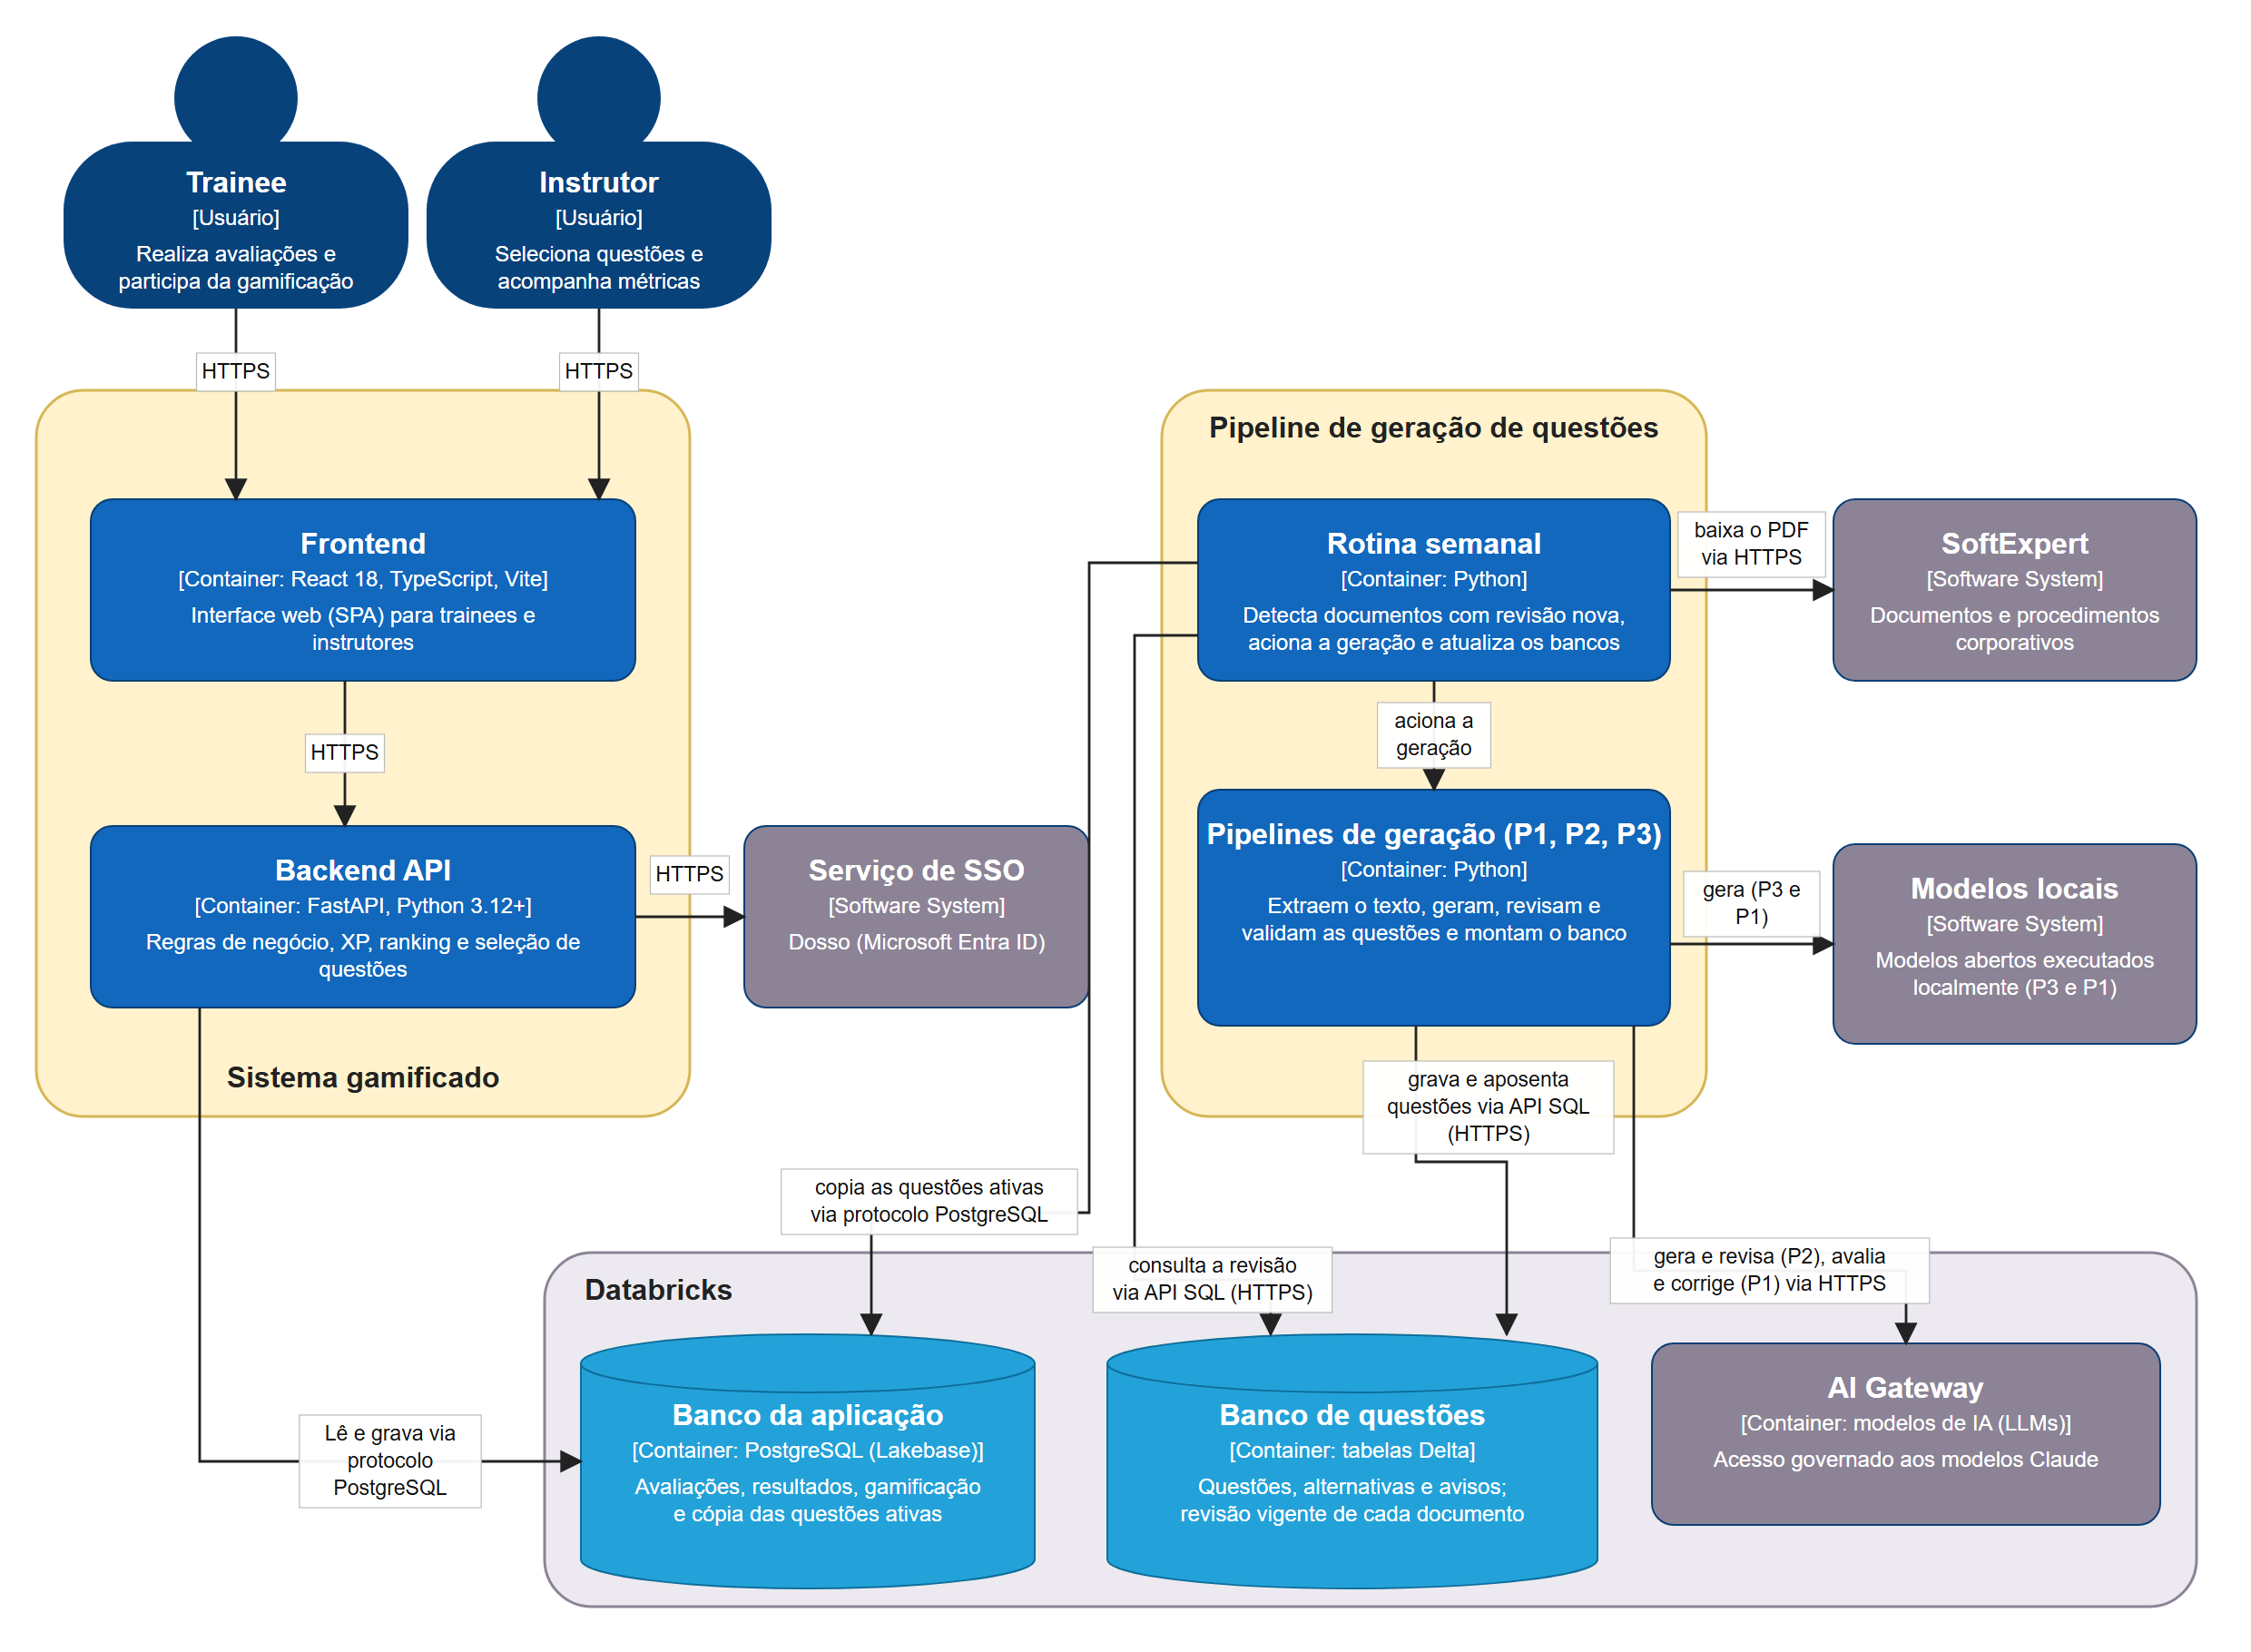 Trainee
[Usuário]
Realiza avaliações e
participa da gamificação
Instrutor
[Usuário]
Seleciona questões e
acompanha métricas
HTTPS
HTTPS
Frontend
[Container: React 18, TypeScript, Vite]
Interface web (SPA) para trainees e
instrutores
HTTPS
Backend API
[Container: FastAPI, Python 3.12+]
Regras de negócio, XP, ranking e seleção de
questões
Sistema gamificado
HTTPS
Serviço de SSO
[Software System]
Dosso (Microsoft Entra ID)
Pipeline de geração de questões
Rotina semanal
[Container: Python]
Detecta documentos com revisão nova,
aciona a geração e atualiza os bancos
baixa o PDF
via HTTPS
SoftExpert
[Software System]
Documentos e procedimentos
corporativos
aciona a
geração
Pipelines de geração (P1, P2, P3)
[Container: Python]
Extraem o texto, geram, revisam e
validam as questões e montam o banco
gera (P3 e
P1)
Modelos locais
[Software System]
Modelos abertos executados
localmente (P3 e P1)
grava e aposenta
questões via API SQL
(HTTPS)
copia as questões ativas
via protocolo PostgreSQL
consulta a revisão
via API SQL (HTTPS)
gera e revisa (P2), avalia
e corrige (P1) via HTTPS
Databricks
Lê e grava via
protocolo
PostgreSQL
Banco da aplicação
[Container: PostgreSQL (Lakebase)]
Avaliações, resultados, gamificação
e cópia das questões ativas
Banco de questões
[Container: tabelas Delta]
Questões, alternativas e avisos;
revisão vigente de cada documento
AI Gateway
[Container: modelos de IA (LLMs)]
Acesso governado aos modelos Claude